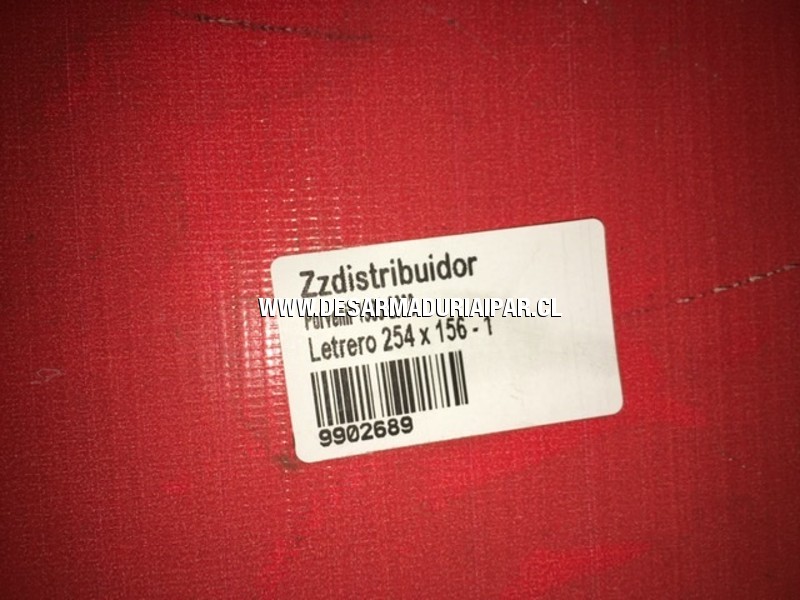 Zzdistribuidor
WWW.DESARMADURIAIPAR.CL
Letrero 254 x 156 - 1
9902689